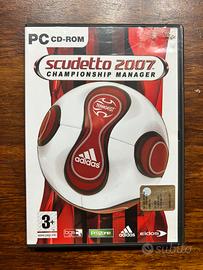 PC CD-ROM
scudetto 2007
CHAMPIONSHIP MANAGER
adidas
3+
adidas
eidos
Subito